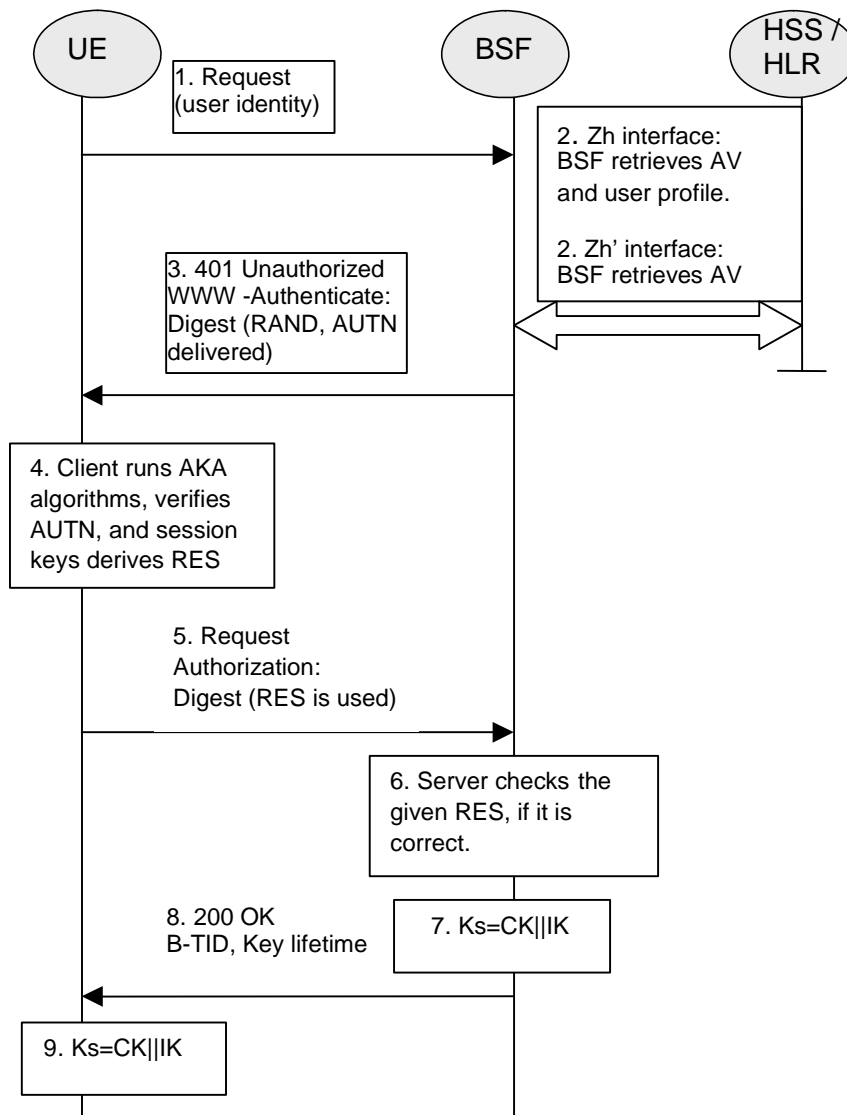 UE
BSF
HSS /
HLR
1. Request
(user identity)
2. Zh interface:
BSF retrieves AV
and user profile.
2. Zh’ interface:
BSF retrieves AV
3. 401 Unauthorized
WWW -Authenticate:
Digest (RAND, AUTN
delivered)
4. Client runs AKA
algorithms, verifies
AUTN, and session
keys derives RES
5. Request
Authorization:
Digest (RES is used)
6. Server checks the
given RES, if it is
correct.
7. Ks=CK||IK
8. 200 OK
B-TID, Key lifetime
9. Ks=CK||IK